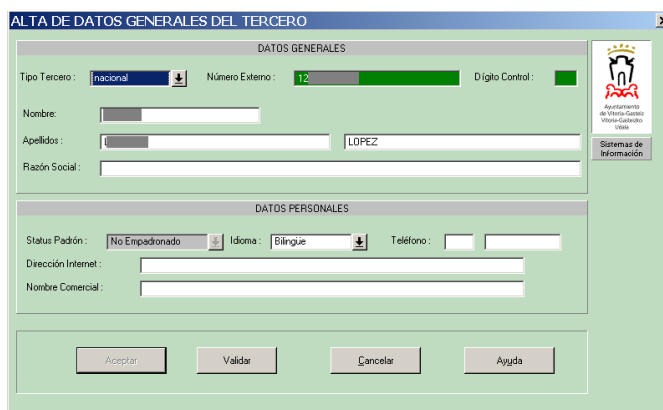 ALTA DE DATOS GENERALES DEL TERCERO
DATOS GENERALES
Tipo Tercero : nacional Número Externo : 12 Dígito Control :
Nombre:
Apellidos : LOPEZ
Razón Social :
Ayuntamiento
de Vitoria-Gasteiz
Vitoria-Gasteizko
Udala
Sistemas de
Información
DATOS PERSONALES
Status Padrón : No Empadronado Idioma : Bilingüe Teléfono :
Dirección Internet :
Nombre Comercial :
Aceptar Validar Cancelar Ayuda